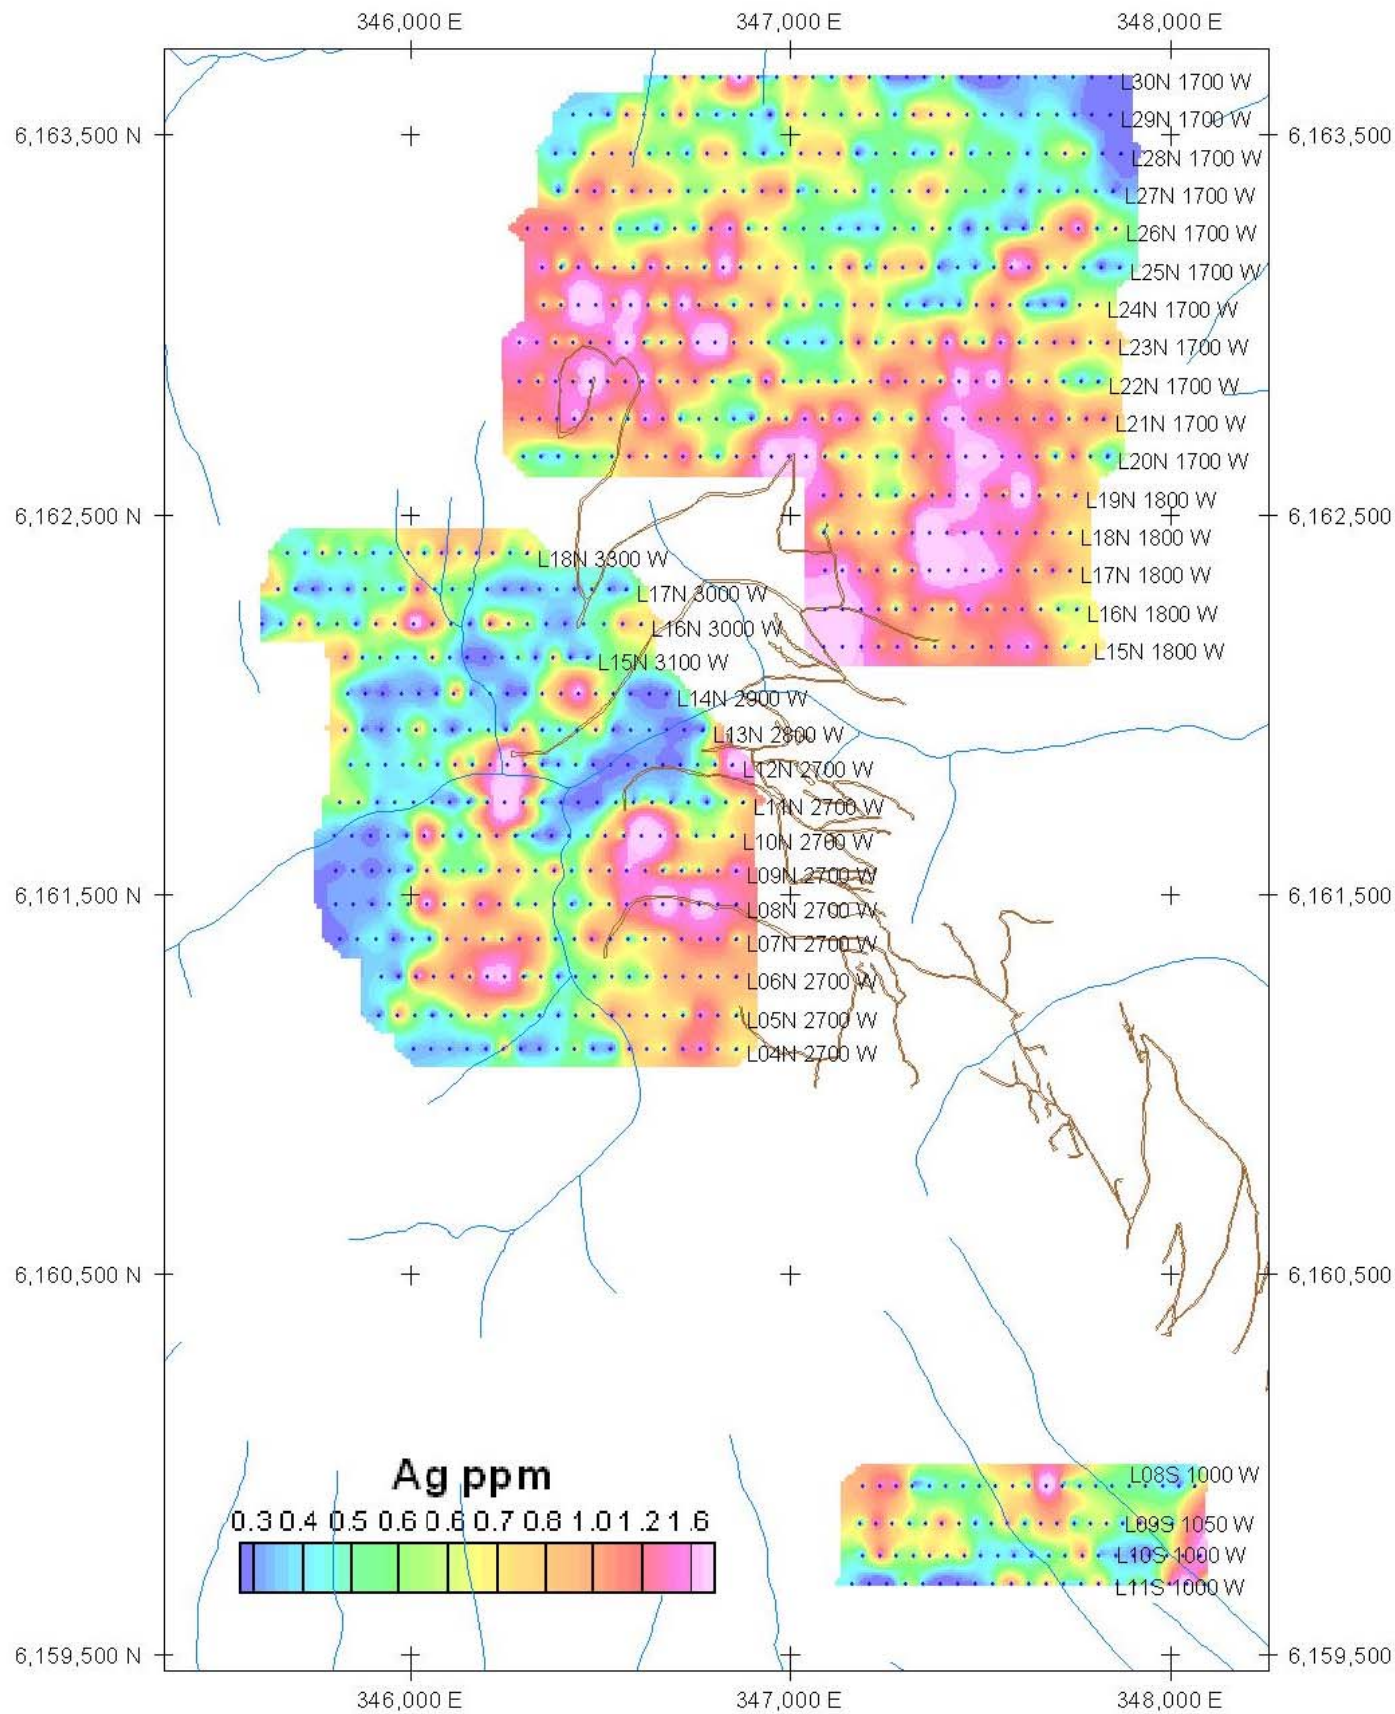 346,000 E 347,000 E 348,000 E
L30N 1700 W
L29N 1700 W
6,163,500 N 6,163,500
L28N 1700 W
L27N 1700 W
L26N 1700 W
L25N 1700 W
L24N 1700 W
L23N 1700 W
L22N 1700 W
L21N 1700 W
L20N 1700 W
L19N 1800 W
6,162,500 N 6,162,500
L18N 1800 W
L18N 3300 W
L17N 1800 W
L17N 3000 W
L16N 1800 W
L16N 3000 W
L15N 1800 W
L15N 3100 W
L14N 2900 W
L13N 2800 W
L12N 2700 W
L11N 2700 W
L10N 2700 W
L09N 2700 W
6,161,500 N 6,161,500
L08N 2700 W
L07N 2700 W
L06N 2700 W
L05N 2700 W
L04N 2700 W
6,160,500 N 6,160,500
Ag ppm
0.3 0.4 0.5 0.6 0.6 0.7 0.8 1.01 1.2 1.6
L08S 1000 W
L09S 1050 W
L10S 1000 W
L11S 1000 W
6,159,500 N 6,159,500
346,000 E 347,000 E 348,000 E